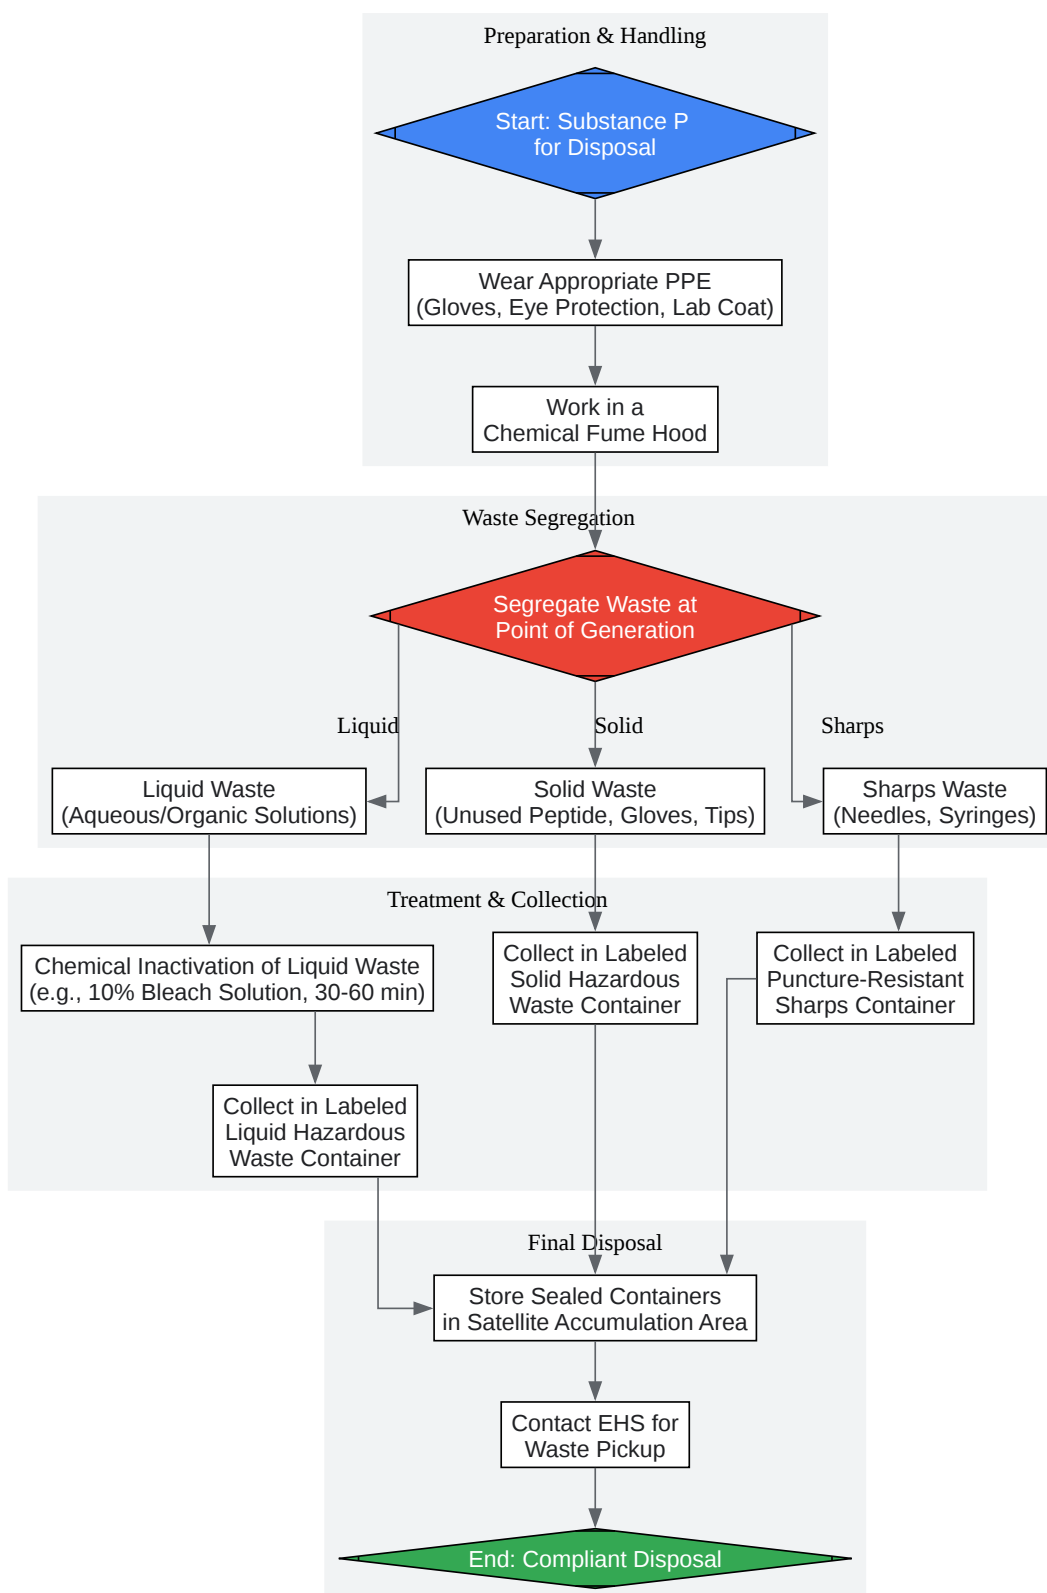 Preparation & Handling
Start: Substance P
for Disposal
Wear Appropriate PPE
(Gloves, Eye Protection, Lab Coat)
Work in a
Chemical Fume Hood
Waste Segregation
Segregate Waste at
Point of Generation
Liquid
Solid
Sharps
Liquid Waste
(Aqueous/Organic Solutions)
Solid Waste
(Unused Peptide, Gloves, Tips)
Sharps Waste
(Needles, Syringes)
Treatment & Collection
Chemical Inactivation of Liquid Waste
(e.g., 10% Bleach Solution, 30-60 min)
Collect in Labeled
Solid Hazardous
Waste Container
Collect in Labeled
Puncture-Resistant
Sharps Container
Collect in Labeled
Liquid Hazardous
Waste Container
Final Disposal
Store Sealed Containers
in Satellite Accumulation Area
Contact EHS for
Waste Pickup
End: Compliant Disposal